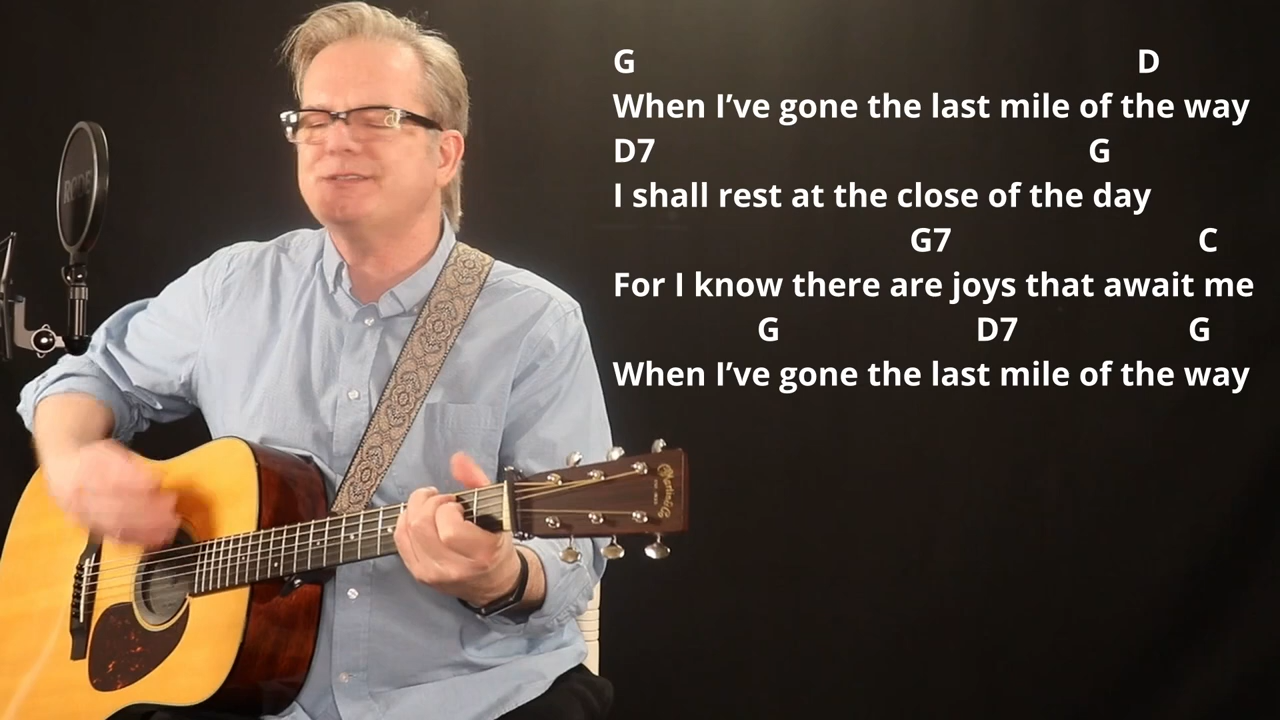 G D
When I’ve gone the last mile of the way
D7 G
I shall rest at the close of the day
G7 C
For I know there are joys that await me
G D7 G
When I’ve gone the last mile of the way
RODE